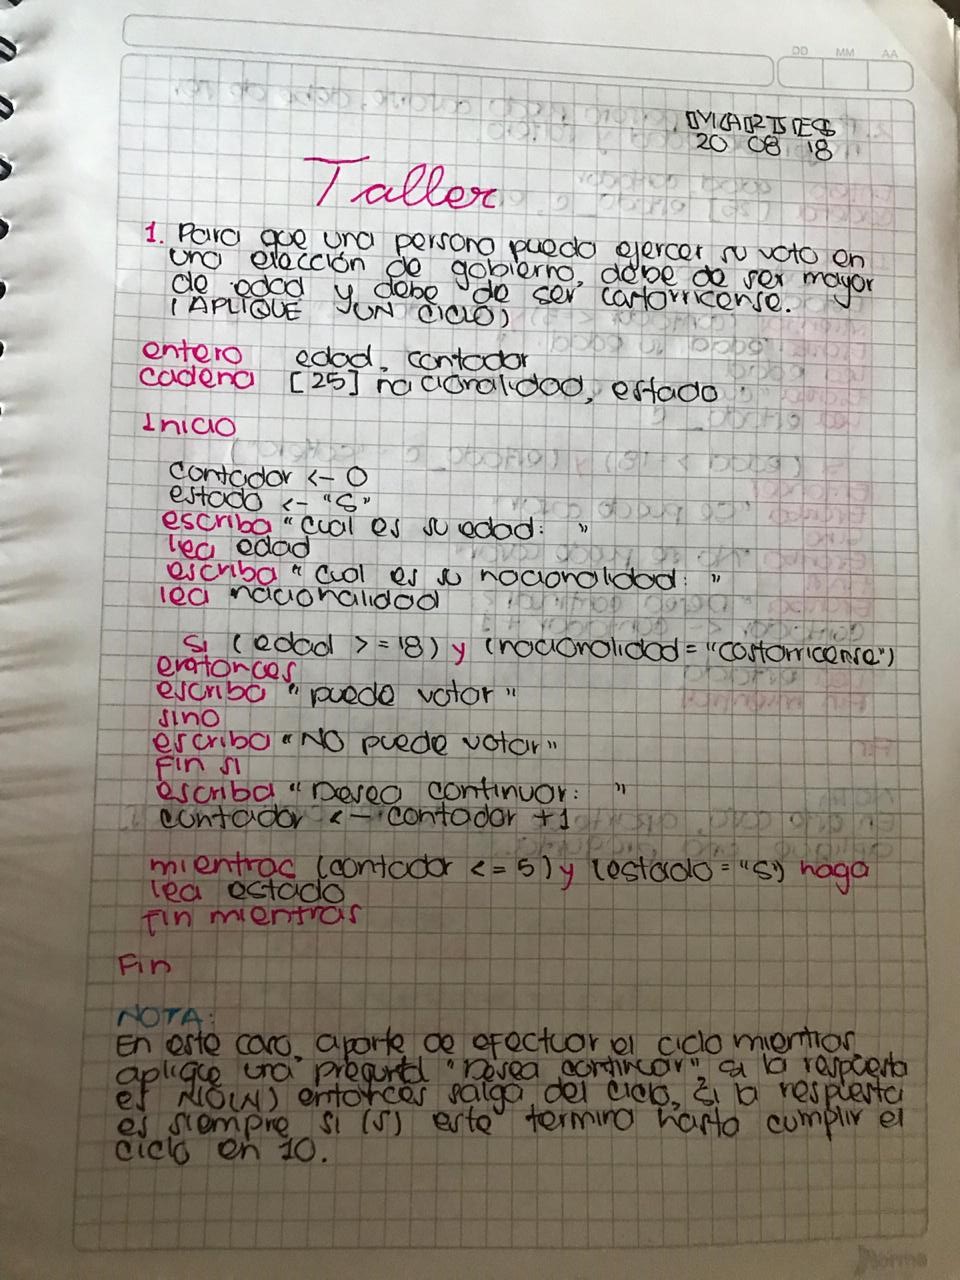 DD MM AA
MARTES
20 08 18
Taller
1. Para que una persona pueda ejercer su voto en
una elección de gobierno, debe de ser mayor
de edad y debe de ser costorricense.
(APLIQUE UN CICLO)
entero edad, contador
cadena [25] nacionalidad, estado
Inicio
contador <- 0
estado <- "S"
escriba "cual es su edad: "
lea edad
escriba "cual es su nacionalidad: "
lea nacionalidad
si (edad >= 18) y (nacionalidad = "costorricense")
entonces
escriba "puede votar"
sino
escriba "NO puede votar"
Fin si
escriba "Desea continuar: "
contador <- contador +1
mientras (contador <= 5) y (estado = "S") haga
lea estado
fin mientras
Fin
NOTA:
En este caso, aparte de efectuar el ciclo mientras
aplique una pregunta "Desea continuar" si la respuesta
es NO(N) entonces salga del ciclo, si la respuesta
es siempre si (s) este termina hasta cumplir el
ciclo en 10.
Norma